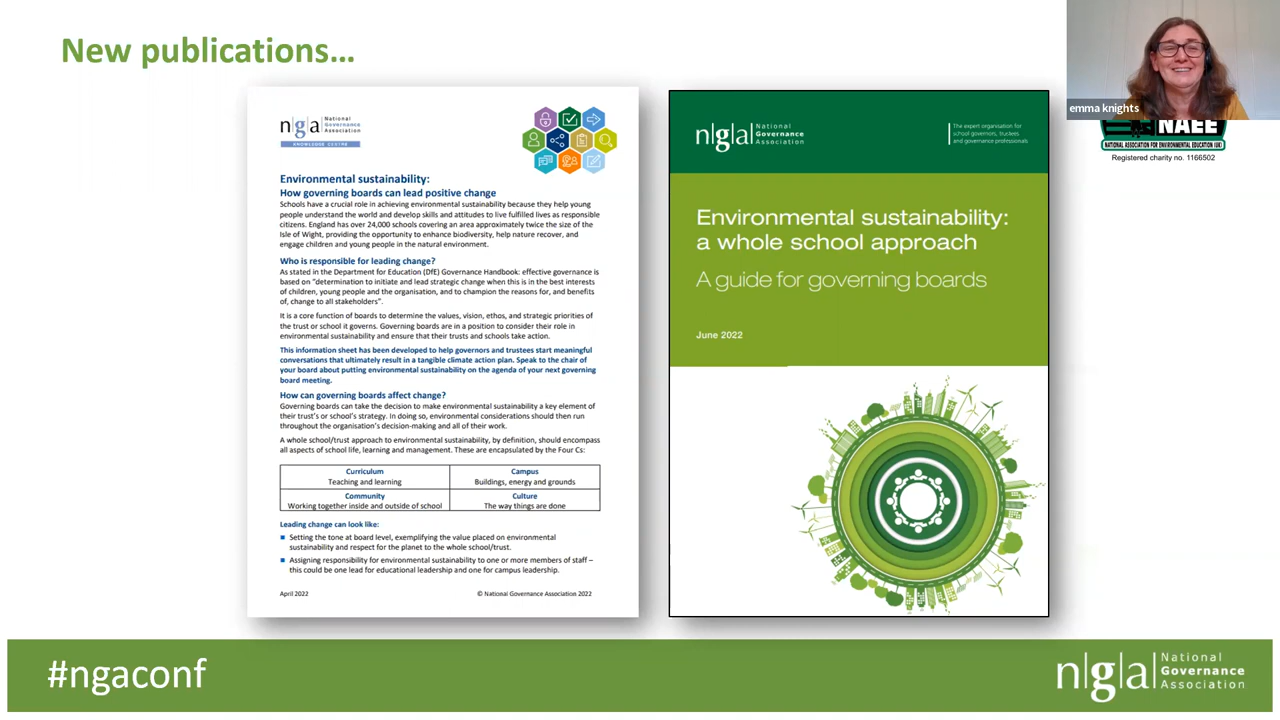 New publications…
emma knights
NAEE
NATIONAL ASSOCIATION FOR ENVIRONMENTAL EDUCATION (UK)
Registered charity no. 1166502
nga National
Governance
Association
KNOWLEDGE CENTRE
Environmental sustainability:
How governing boards can lead positive change
Schools have a crucial role in achieving environmental sustainability because they help young
people understand the world and develop skills and attitudes to live fulfilled lives as responsible
citizens. England has over 24,000 schools covering an area approximately twice the size of the
Isle of Wight, providing the opportunity to enhance biodiversity, help nature recover, and
engage children and young people in the natural environment.
Who is responsible for leading change?
As stated in the Department for Education (DfE) Governance Handbook: effective governance is
based on “determination to initiate and lead strategic change when this is in the best interests
of children, young people and the organisation, and to champion the reasons for, and benefits
of, change to all stakeholders”.
It is a core function of boards to determine the values, vision, ethos, and strategic priorities of
the trust or school it governs. Governing boards are in a position to consider their role in
environmental sustainability and ensure that their trusts and schools take action.
This information sheet has been developed to help governors and trustees start meaningful
conversations that ultimately result in a tangible climate action plan. Speak to the chair of
your board about putting environmental sustainability on the agenda of your next governing
board meeting.
How can governing boards affect change?
Governing boards can take the decision to make environmental sustainability a key element of
their trust’s or school’s strategy. In doing so, environmental considerations should then run
throughout the organisation’s decision-making and all of their work.
A whole school/trust approach to environmental sustainability, by definition, should encompass
all aspects of school life, learning and management. These are encapsulated by the Four Cs:
Curriculum
Teaching and learning
Campus
Buildings, energy and grounds
Community
Working together inside and outside of school
Culture
The way things are done
Leading change can look like:
Setting the tone at board level, exemplifying the value placed on environmental
sustainability and respect for the planet to the whole school/trust.
Assigning responsibility for environmental sustainability to one or more members of staff –
this could be one lead for educational leadership and one for campus leadership.
April 2022
© National Governance Association 2022
nga National
Governance
Association
The expert organisation for
school governors, trustees
and governance professionals
Environmental sustainability:
a whole school approach
A guide for governing boards
June 2022
#ngaconf
nga National
Governance
Association